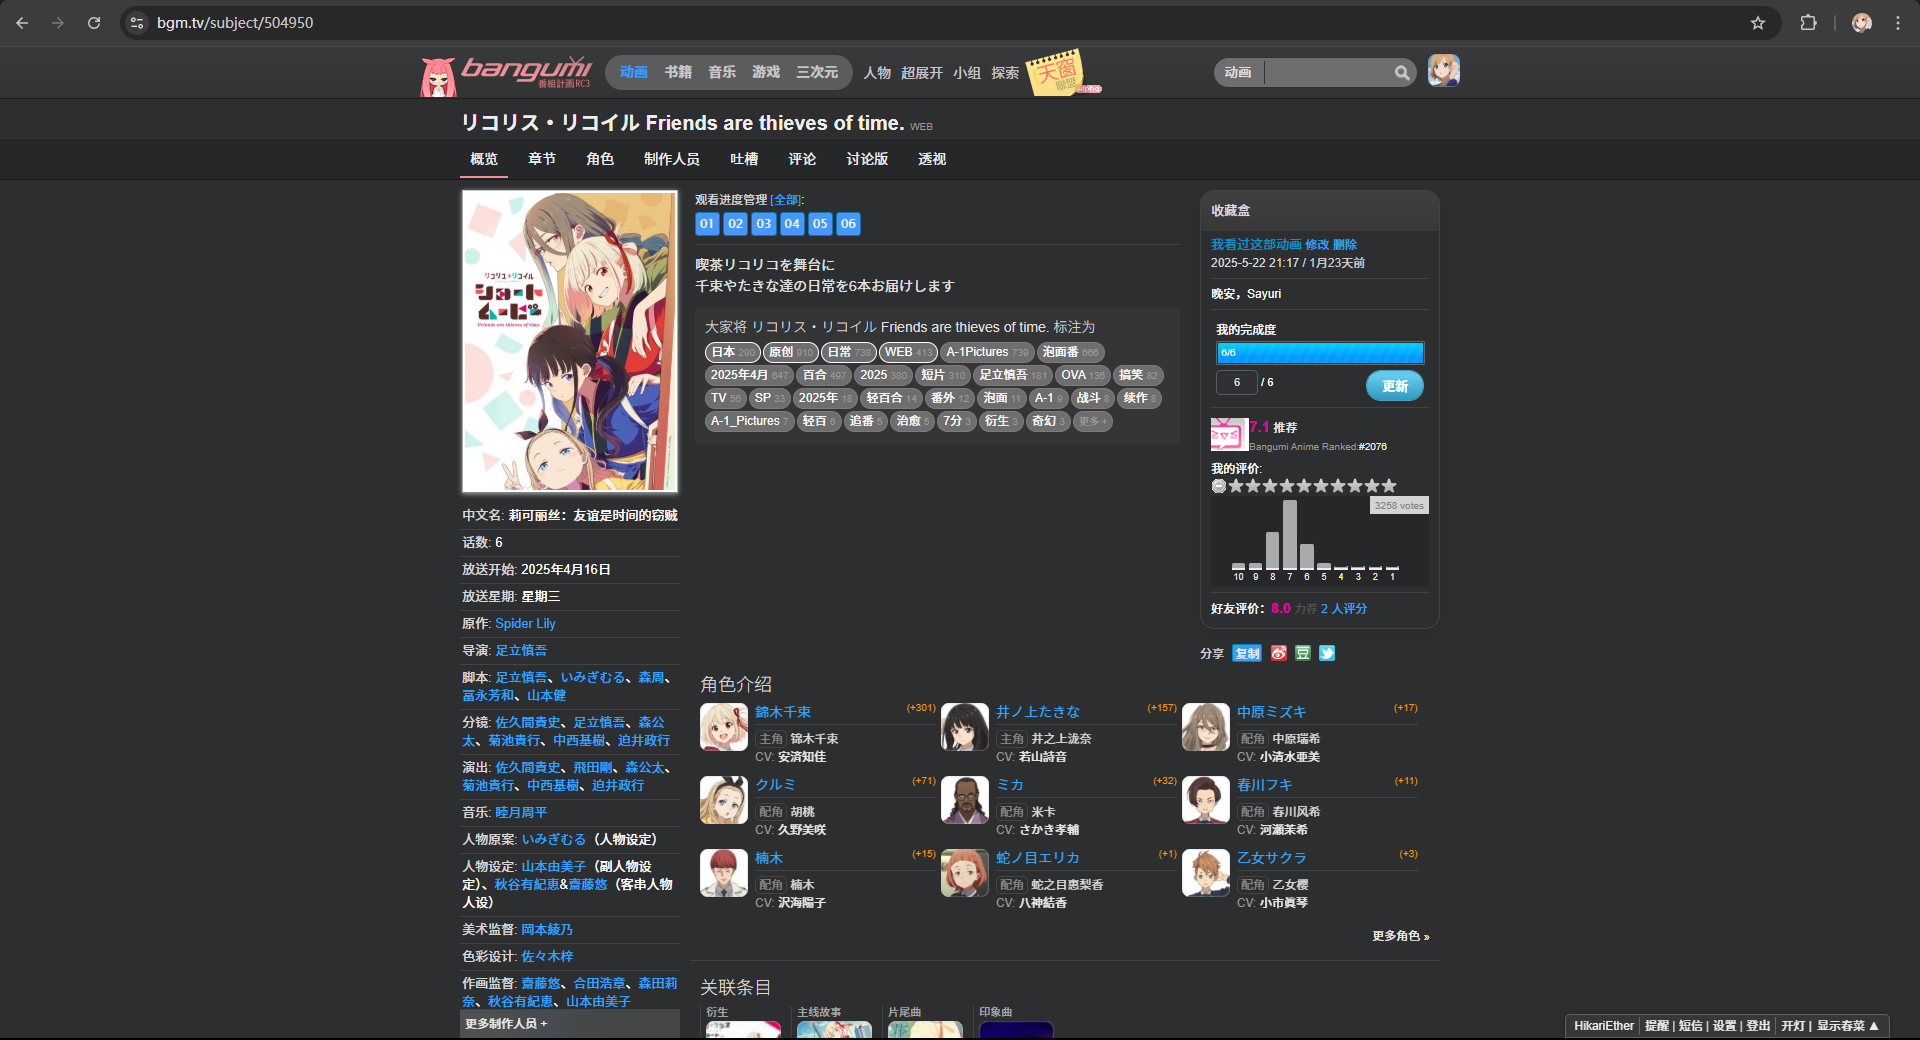 bgm.tv/subject/504950
bangumi
番組計画RC3
动画 书籍 音乐 游戏 三次元 人物 超展开 小组 探索
天窗
聯盟
alpha
动画
リコリス・リコイル Friends are thieves of time. WEB
概览 章节 角色 制作人员 吐槽 评论 讨论版 透视
リコリス・リコイル
ショート
ムービー
Friends are thieves of time.
中文名: 莉可丽丝：友谊是时间的窃贼
话数: 6
放送开始: 2025年4月16日
放送星期: 星期三
原作: Spider Lily
导演: 足立慎吾
脚本: 足立慎吾、いみぎむる、森周、
冨永芳和、山本健
分镜: 佐久間貴史、足立慎吾、森公
太、菊池貴行、中西基樹、迫井政行
演出: 佐久間貴史、飛田剛、森公太、
菊池貴行、中西基樹、迫井政行
音乐: 睦月周平
人物原案: いみぎむる（人物设定）
人物设定: 山本由美子（副人物设
定）、秋谷有紀恵&齋藤悠（客串人物
人设）
美术监督: 岡本綾乃
色彩设计: 佐々木梓
作画监督: 齋藤悠、合田浩章、森田莉
奈、秋谷有紀恵、山本由美子
更多制作人员 +
观看进度管理 [全部]:
01 02 03 04 05 06
喫茶リコリコを舞台に
千束やたきな達の日常を6本お届けします
大家将 リコリス・リコイル Friends are thieves of time. 标注为
日本 290 原创 910 日常 738 WEB 413 A-1Pictures 739 泡面番 666
2025年4月 647 百合 497 2025 380 短片 310 足立慎吾 181 OVA 136 搞笑 82
TV 56 SP 33 2025年 18 轻百合 14 番外 12 泡面 11 A-1 9 战斗 8 续作 8
A-1_Pictures 7 轻百 6 追番 5 治愈 5 7分 3 衍生 3 奇幻 3 更多 +
收藏盒
我看过这部动画 修改 删除
2025-5-22 21:17 / 1月23天前
晚安，Sayuri
我的完成度
6/6
6 / 6 更新
7.1 推荐
Bangumi Anime Ranked:#2076
我的评价:
3258 votes
10 9 8 7 6 5 4 3 2 1
好友评价：8.0 力荐 2 人评分
分享 复制 豆
角色介绍
錦木千束 (+301)
主角 锦木千束
CV: 安済知佳
井ノ上たきな (+157)
主角 井之上泷奈
CV: 若山詩音
中原ミズキ (+17)
配角 中原瑞希
CV: 小清水亜美
クルミ (+71)
配角 胡桃
CV: 久野美咲
ミカ (+32)
配角 米卡
CV: さかき孝輔
春川フキ (+11)
配角 春川风希
CV: 河瀬茉希
楠木 (+15)
配角 楠木
CV: 沢海陽子
蛇ノ目エリカ (+1)
配角 蛇之目惠梨香
CV: 八神結香
乙女サクラ (+3)
配角 乙女樱
CV: 小市眞琴
更多角色 »
关联条目
衍生 主线故事 片尾曲 印象曲
HikariEther 提醒 | 短信 | 设置 | 登出 开灯 | 显示春菜 ▲